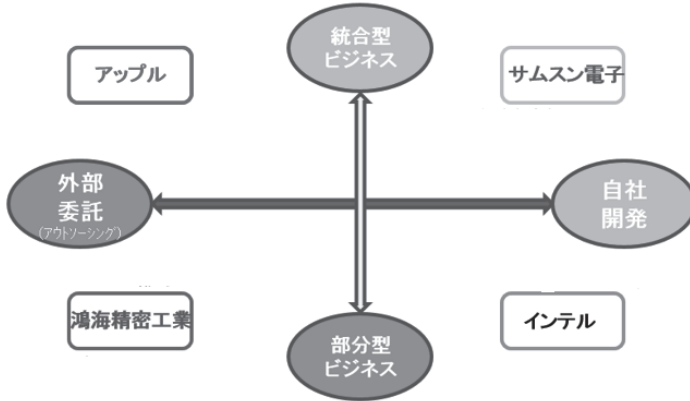 統合型
ビジネス
アップル
サムスン電子
外部
委託
(アウトソーシング)
自社
開発
鴻海精密工業
インテル
部分型
ビジネス